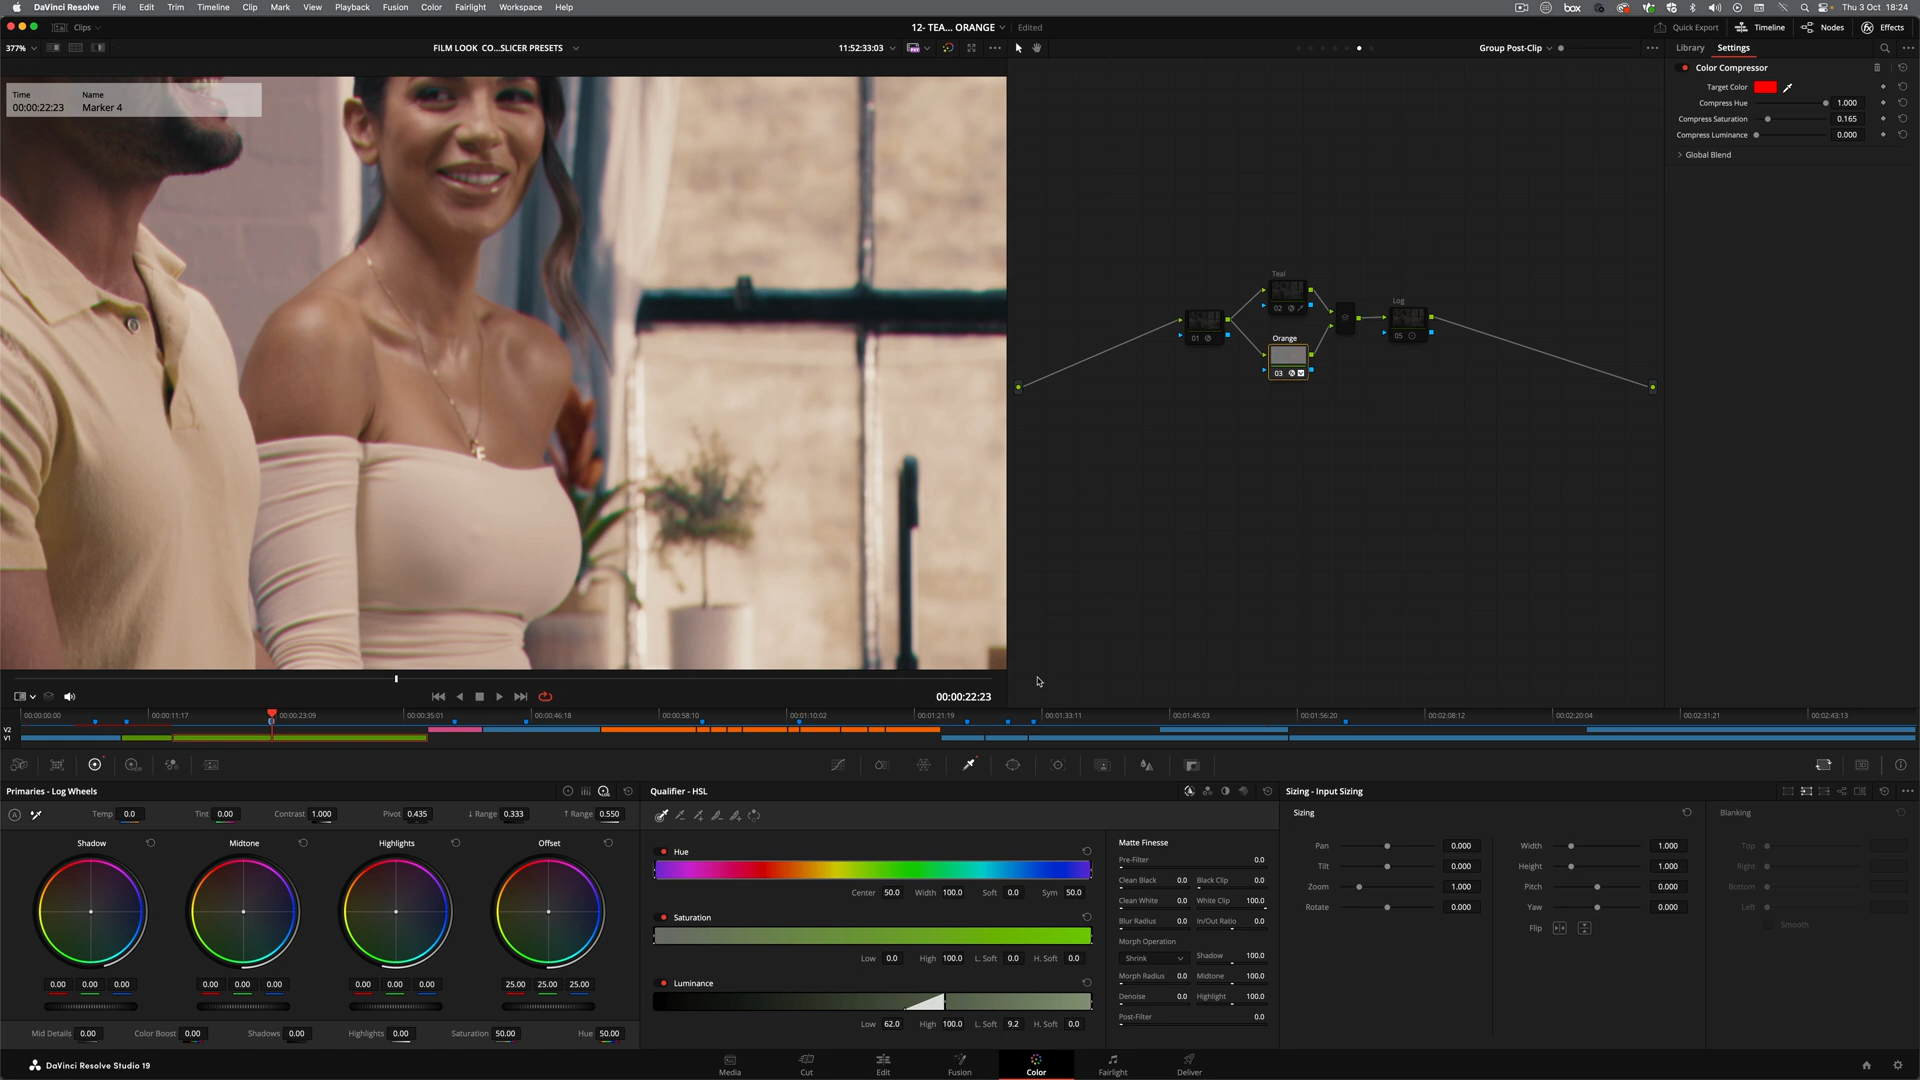 DaVinci Resolve File Edit Trim Timeline Clip Mark View Playback Fusion Color Fairlight Workspace Help
box Thu 3 Oct 18:24
Clips 12- TEA... ORANGE Edited Quick Export Timeline Nodes Effects
377% FILM LOOK CO...SLICER PRESETS 11:52:33:03 Group Post-Clip Library Settings
Color Compressor
Target Color
Compress Hue 1.000
Compress Saturation 0.165
Compress Luminance 0.000
Global Blend
Time Name
00:00:22:23 Marker 4
Teal
02
01
Orange
03
Log
05
00:00:22:23
00:00:00:00 00:00:11:17 00:00:23:09 00:00:35:01 00:00:46:18 00:00:58:10 00:01:10:02 00:01:21:19 00:01:33:11 00:01:45:03 00:01:56:20 00:02:08:12 00:02:20:04 00:02:31:21 00:02:43:13
V2
V1
Primaries - Log Wheels
Temp 0.0 Tint 0.00 Contrast 1.000 Pivot 0.435 ↓ Range 0.333 ↑ Range 0.550
Shadow Midtone Highlights Offset
0.00 0.00 0.00 0.00 0.00 0.00 0.00 0.00 0.00 25.00 25.00 25.00
Mid Details 0.00 Color Boost 0.00 Shadows 0.00 Highlights 0.00 Saturation 50.00 Hue 50.00
Qualifier - HSL
Hue
Center 50.0 Width 100.0 Soft 0.0 Sym 50.0
Saturation
Low 0.0 High 100.0 L. Soft 0.0 H. Soft 0.0
Luminance
Low 62.0 High 100.0 L. Soft 9.2 H. Soft 0.0
Matte Finesse
Pre-Filter 0.0
Clean Black 0.0 Black Clip 0.0
Clean White 0.0 White Clip 100.0
Blur Radius 0.0 In/Out Ratio 0.0
Morph Operation
Shrink Shadow 100.0
Morph Radius 0.0 Midtone 100.0
Denoise 0.0 Highlight 100.0
Post-Filter 0.0
Sizing - Input Sizing
Sizing Blanking
Pan 0.000 Width 1.000 Top
Tilt 0.000 Height 1.000 Right
Zoom 1.000 Pitch 0.000 Bottom
Rotate 0.000 Yaw 0.000 Left
Flip Smooth
DaVinci Resolve Studio 19
Media Cut Edit Fusion Color Fairlight Deliver